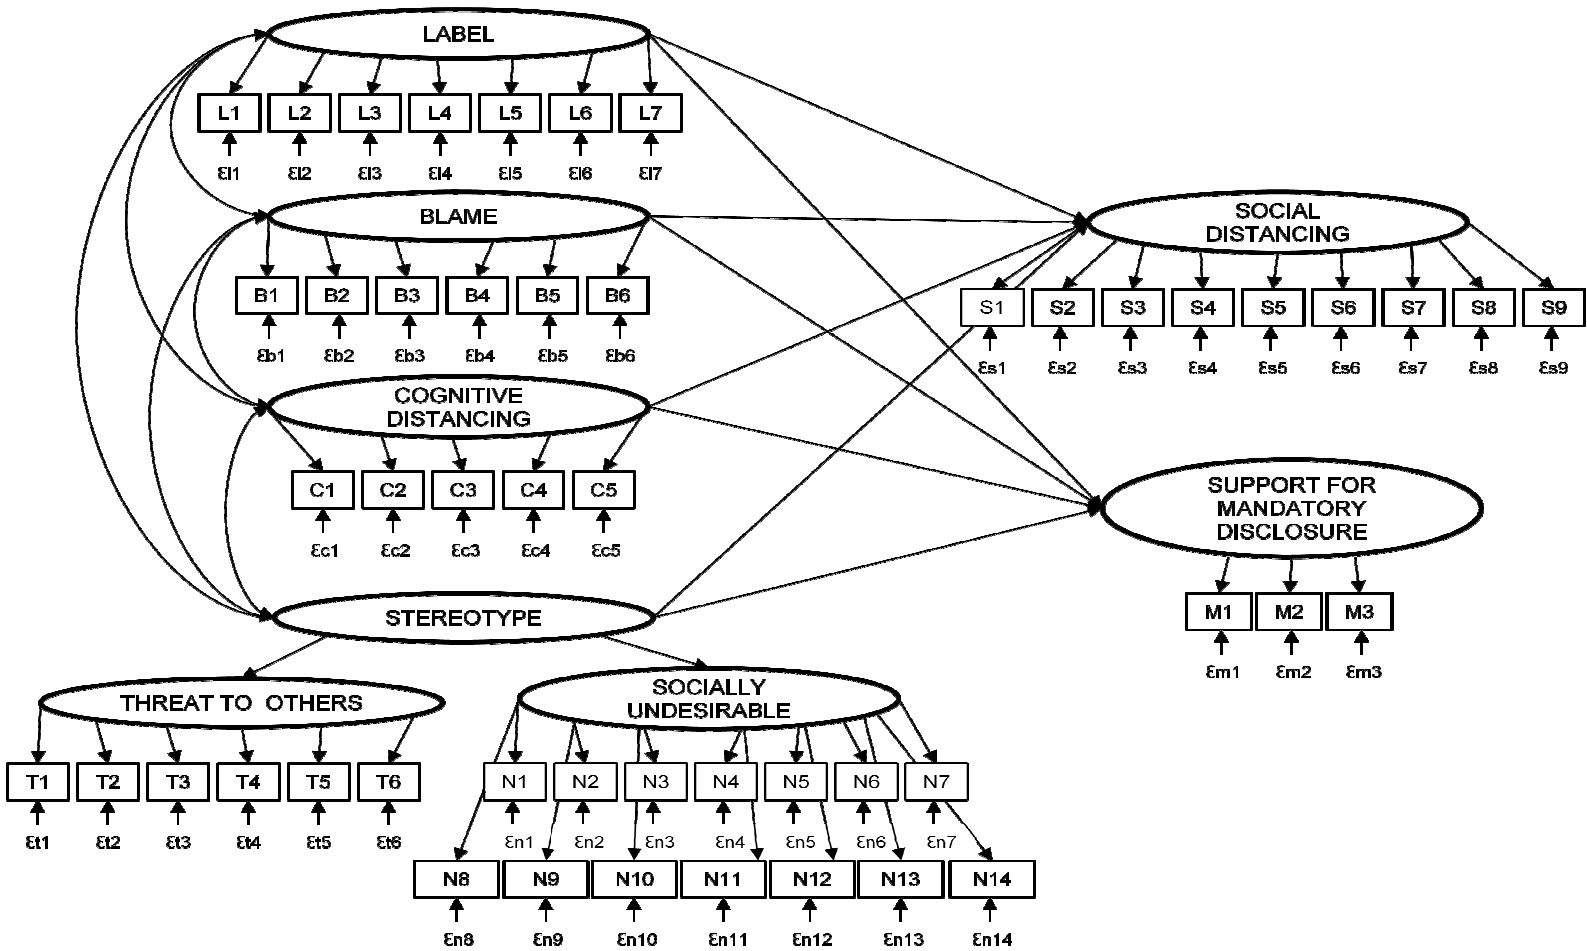 LABEL
L1 L2 L3 L4 L5 L6 L7
εl1 εl2 εl3 εl4 εl5 εl6 εl7
BLAME
B1 B2 B3 B4 B5 B6
εb1 εb2 εb3 εb4 εb5 εb6
COGNITIVE
DISTANCING
C1 C2 C3 C4 C5
εc1 εc2 εc3 εc4 εc5
STEREOTYPE
THREAT TO OTHERS
T1 T2 T3 T4 T5 T6
εt1 εt2 εt3 εt4 εt5 εt6
SOCIALLY
UNDESIRABLE
N1 N2 N3 N4 N5 N6 N7
εn1 εn2 εn3 εn4 εn5 εn6 εn7
N8 N9 N10 N11 N12 N13 N14
εn8 εn9 εn10 εn11 εn12 εn13 εn14
SOCIAL
DISTANCING
S1 S2 S3 S4 S5 S6 S7 S8 S9
εs1 εs2 εs3 εs4 εs5 εs6 εs7 εs8 εs9
SUPPORT FOR
MANDATORY
DISCLOSURE
M1 M2 M3
εm1 εm2 εm3